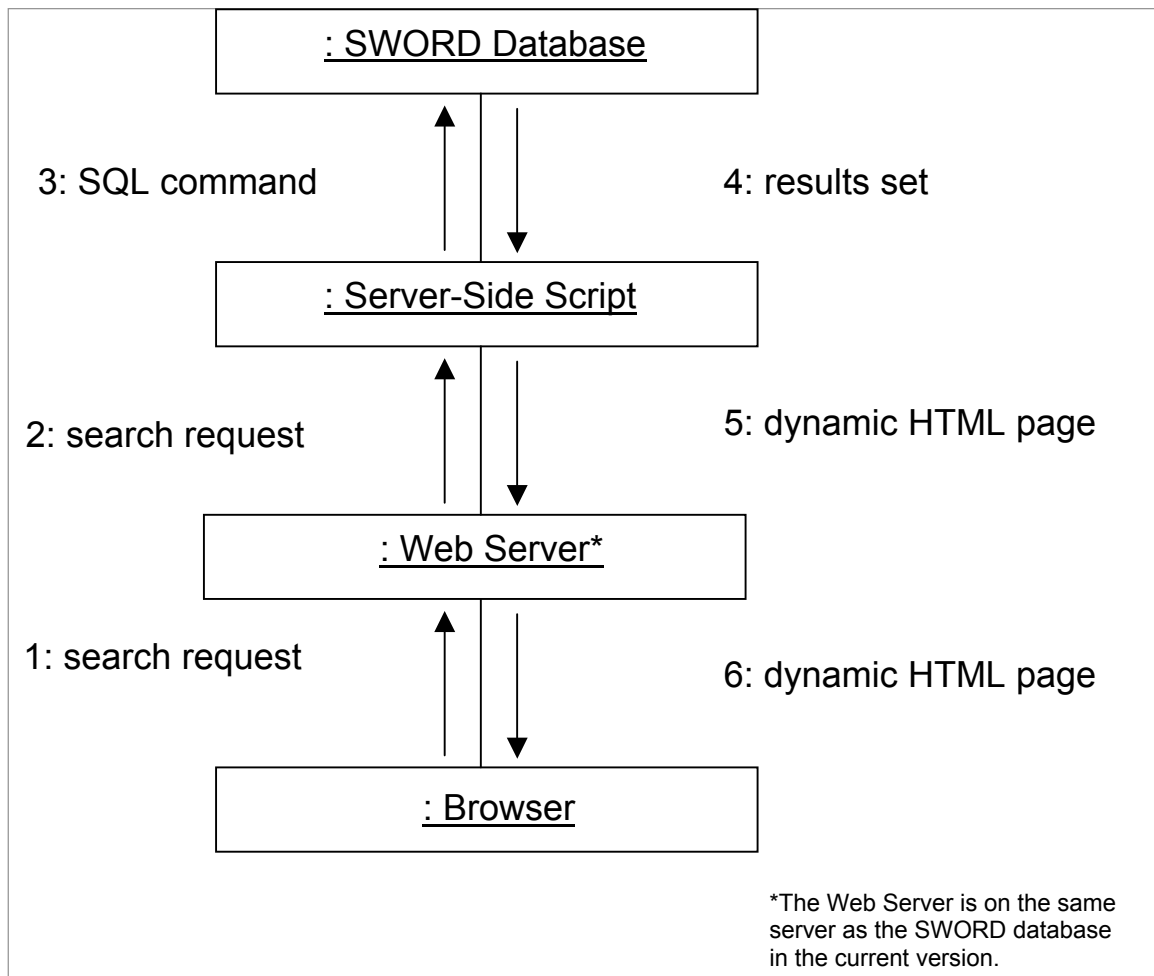 : SWORD Database
3: SQL command
4: results set
: Server-Side Script
2: search request
5: dynamic HTML page
: Web Server*
1: search request
6: dynamic HTML page
: Browser
*The Web Server is on the same
server as the SWORD database
in the current version.